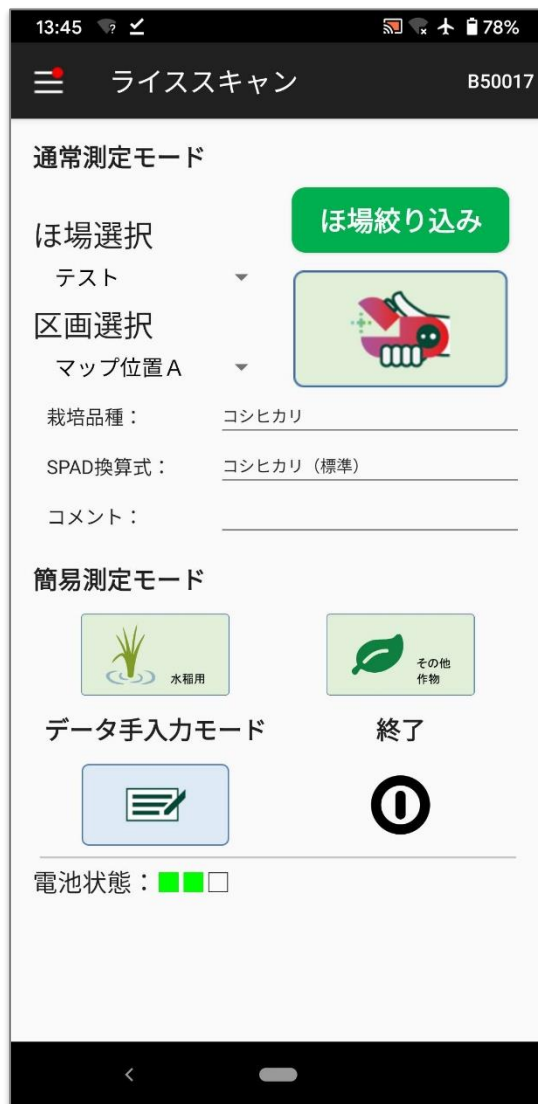 13:45
78%
ライススキャン
B50017
通常測定モード
ほ場絞り込み
ほ場選択
テスト
区画選択
マップ位置A
栽培品種：
コシヒカリ
SPAD換算式：
コシヒカリ（標準）
コメント：
簡易測定モード
水稲用
その他
作物
データ手入力モード
終了
電池状態：